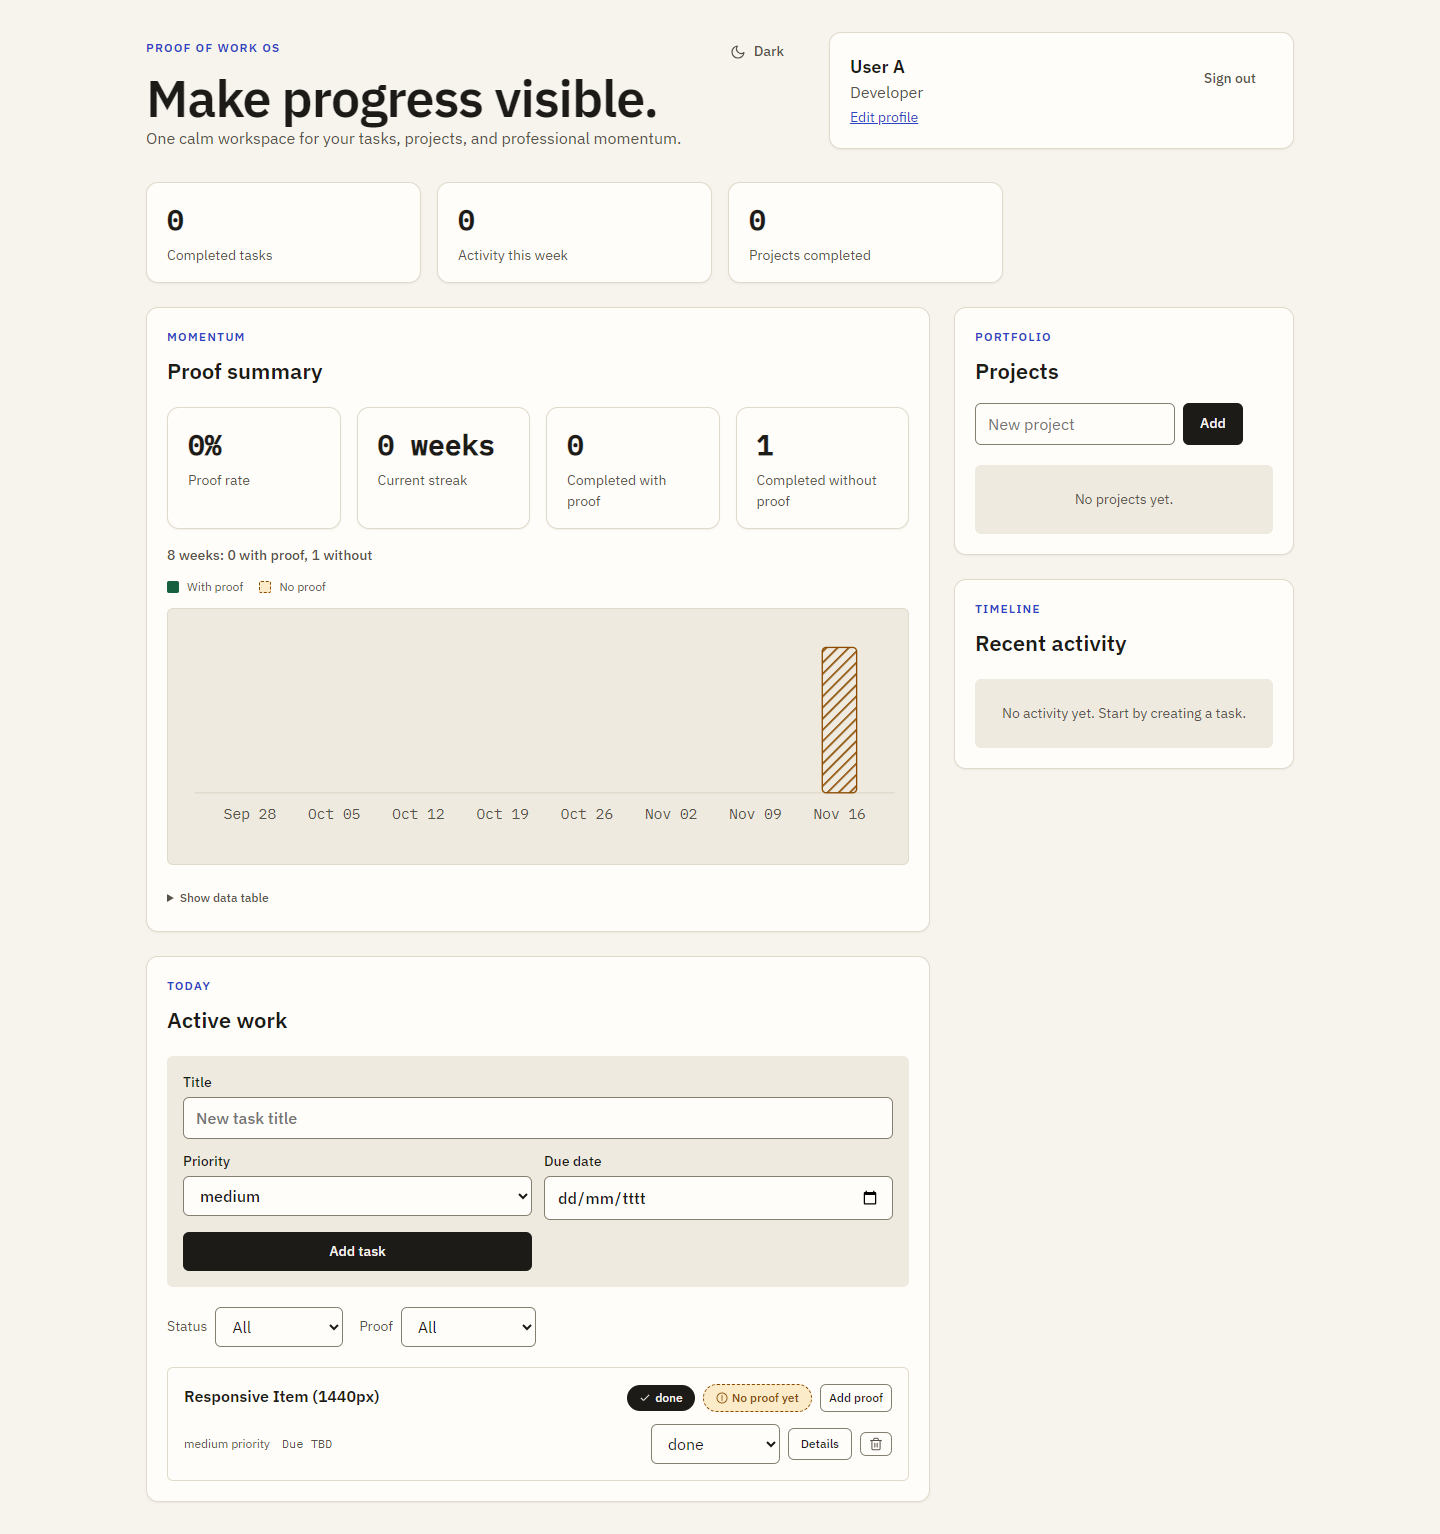 PROOF OF WORK OS
Make progress visible.
One calm workspace for your tasks, projects, and professional momentum.
Dark
User A
Developer
Edit profile
Sign out
0
Completed tasks
0
Activity this week
0
Projects completed
MOMENTUM
Proof summary
0%
Proof rate
0 weeks
Current streak
0
Completed with
proof
1
Completed without
proof
8 weeks: 0 with proof, 1 without
With proof
No proof
Sep 28 Oct 05 Oct 12 Oct 19 Oct 26 Nov 02 Nov 09 Nov 16
Show data table
PORTFOLIO
Projects
New project
Add
No projects yet.
TIMELINE
Recent activity
No activity yet. Start by creating a task.
TODAY
Active work
Title
New task title
Priority
medium
Due date
dd/mm/tttt
Add task
Status
All
Proof
All
Responsive Item (1440px)
done
No proof yet
Add proof
medium priority
Due TBD
done
Details